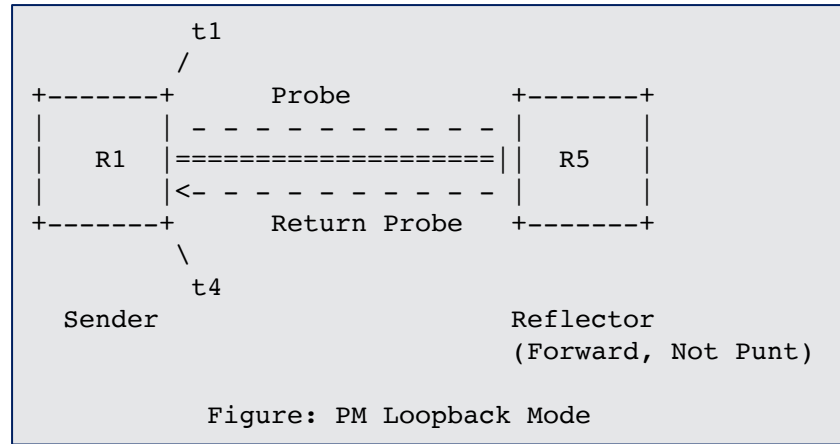 t1
Probe
R1
R5
Return Probe
t4
Sender
Reflector
(Forward, Not Punt)
Figure: PM Loopback Mode